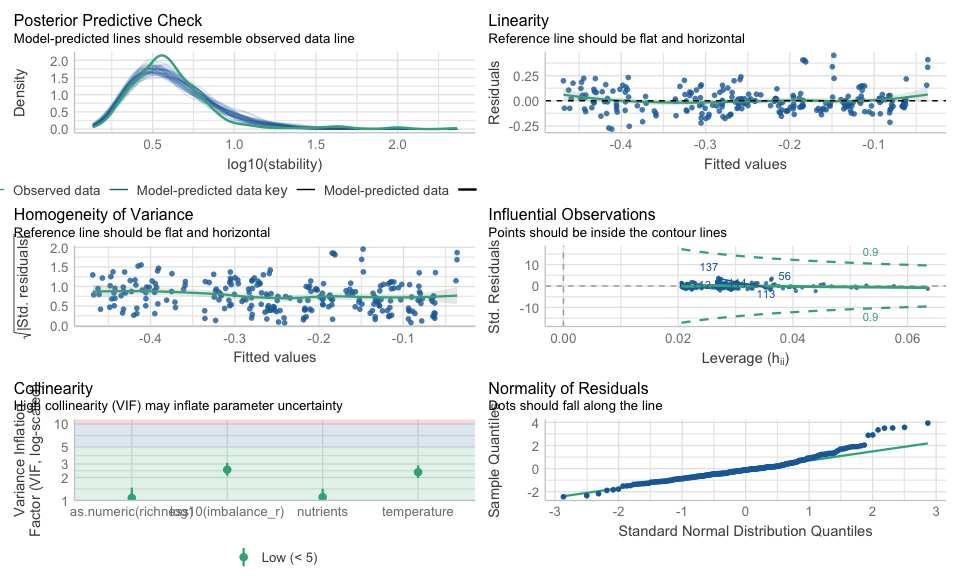 Posterior Predictive Check
Model-predicted lines should resemble observed data line
Density
2.0
1.5
1.0
0.5
0.0
0.5
1.0
1.5
2.0
log10(stability)
Observed data
Model-predicted data key
Model-predicted data
Linearity
Reference line should be flat and horizontal
Residuals
0.25
0.00
-0.25
-0.4
-0.3
-0.2
-0.1
Fitted values
Homogeneity of Variance
Reference line should be flat and horizontal
√|Std. residuals|
2.0
1.5
1.0
0.5
0.0
-0.4
-0.3
-0.2
-0.1
Fitted values
Influential Observations
Points should be inside the contour lines
Std. Residuals
10
0
-10
0.9
137
56
113
0.9
0.00
0.02
0.04
0.06
Leverage (hii)
Collinearity
High collinearity (VIF) may inflate parameter uncertainty
Variance Inflation
Factor (VIF, log-scaled)
10
5
3
2
1
as.numeric(richness)
log10(imbalance_r)
nutrients
temperature
Low (< 5)
Normality of Residuals
Dots should fall along the line
Sample Quantiles
4
2
0
-2
-3
-2
-1
0
1
2
3
Standard Normal Distribution Quantiles